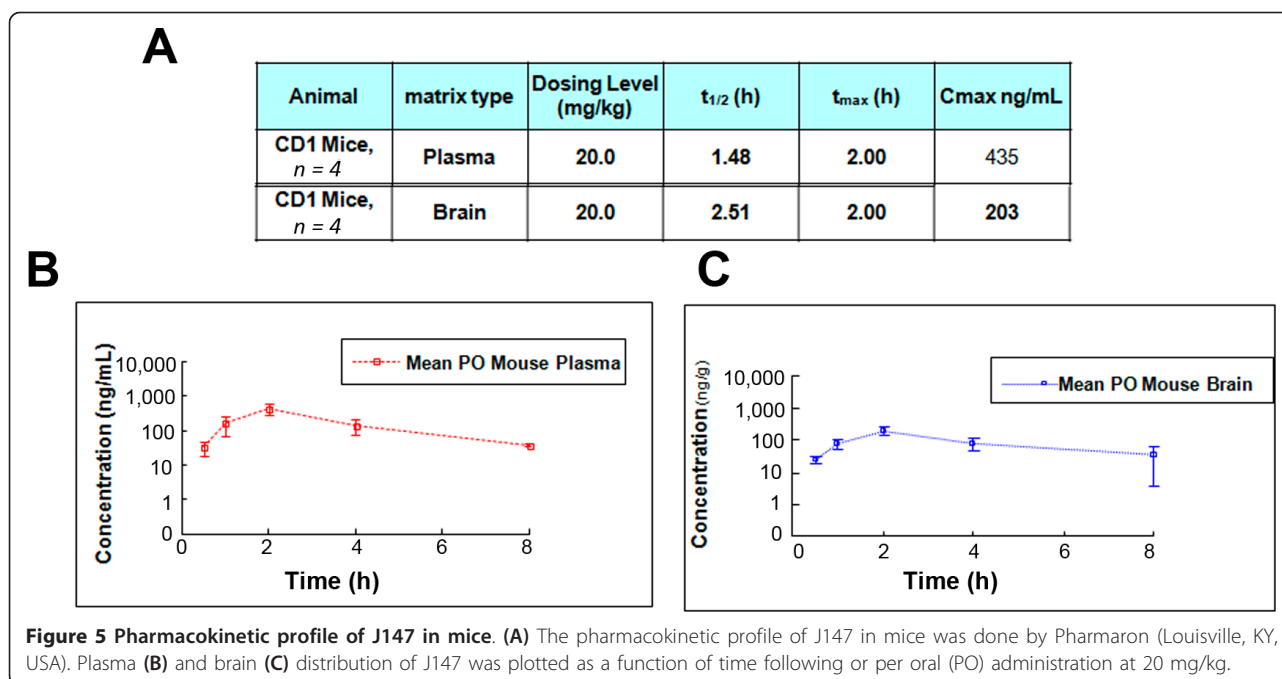 A
Animal matrix type Dosing Level (mg/kg) t1/2 (h) tmax (h) Cmax ng/mL
CD1 Mice, n = 4 Plasma 20.0 1.48 2.00 435
CD1 Mice, n = 4 Brain 20.0 2.51 2.00 203
B
Mean PO Mouse Plasma
Concentration (ng/mL)
10,000
1,000
100
10
1
0
0 2 4 6 8
Time (h)
C
Mean PO Mouse Brain
Concentration (ng/g)
10,000
1,000
100
10
1
0
0 2 4 6 8
Time (h)
Figure 5 Pharmacokinetic profile of J147 in mice. (A) The pharmacokinetic profile of J147 in mice was done by Pharmaron (Louisville, KY,
USA). Plasma (B) and brain (C) distribution of J147 was plotted as a function of time following or per oral (PO) administration at 20 mg/kg.